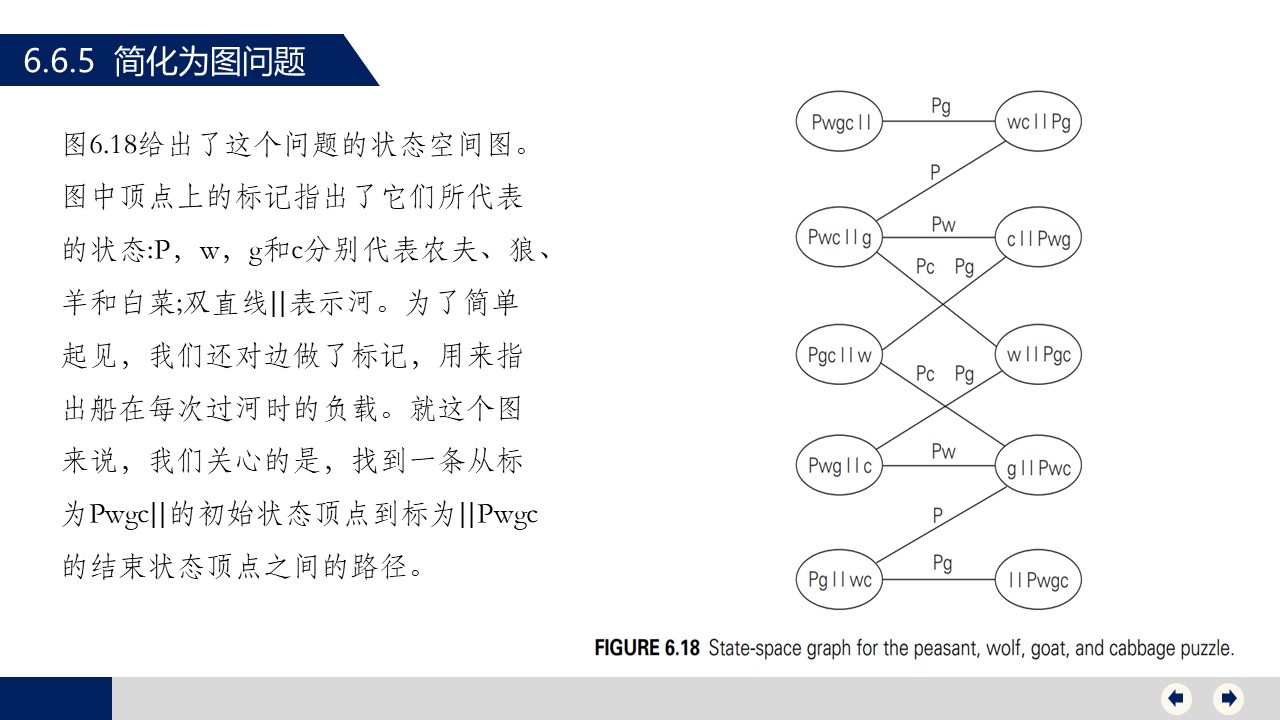 6.6.5 简化为图问题
图6.18给出了这个问题的状态空间图。
图中顶点上的标记指出了它们所代表
的状态:P，w，g和c分别代表农夫、狼、
羊和白菜;双直线||表示河。为了简单
起见，我们还对边做了标记，用来指
出船在每次过河时的负载。就这个图
来说，我们关心的是，找到一条从标
为Pwgc||的初始状态顶点到标为||Pwgc
的结束状态顶点之间的路径。
Pwgc||
Pg
wc||Pg
P
Pwc||g
Pw
c||Pwg
Pc Pg
Pgc||w
w||Pgc
Pc Pg
Pwg||c
Pw
g||Pwc
P
Pg||wc
Pg
||Pwgc
FIGURE 6.18 State-space graph for the peasant, wolf, goat, and cabbage puzzle.